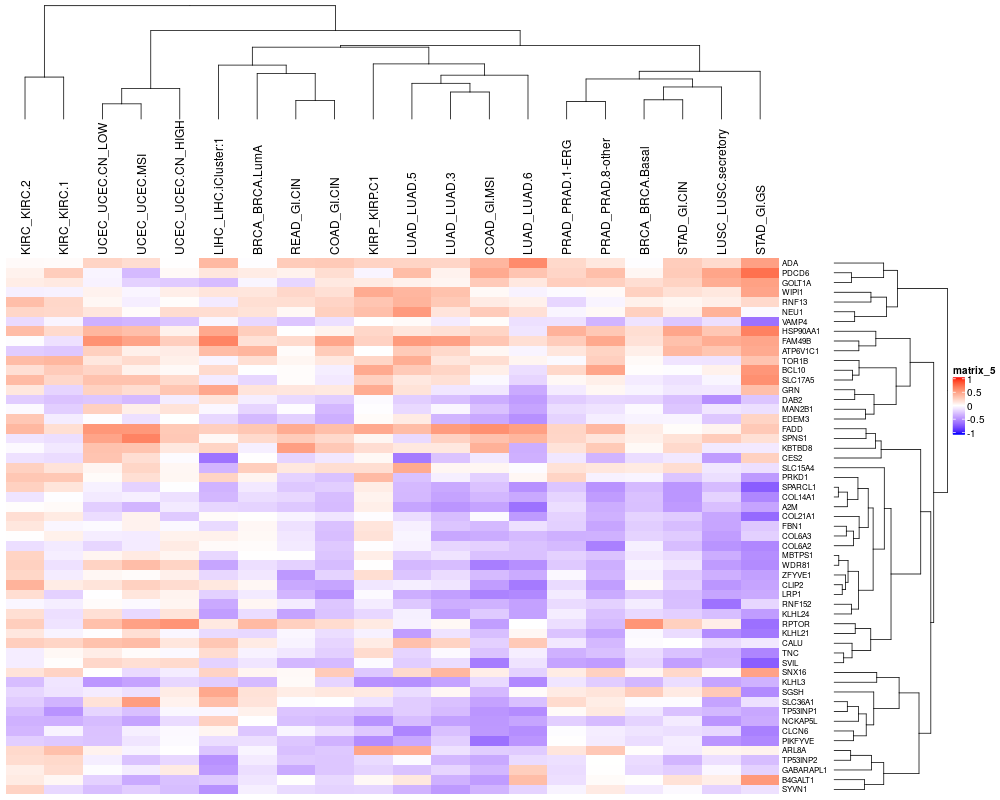 KIRC_KIRC.2
KIRC_KIRC.1
UCEC_UCEC.CN_LOW
UCEC_UCEC.MSI
UCEC_UCEC.CN_HIGH
LIHC_LIHC.iCluster:1
BRCA_BRCA.LumA
READ_GI.CIN
COAD_GI.CIN
KIRP_KIRP.C1
LUAD_LUAD.5
LUAD_LUAD.3
COAD_GI.MSI
LUAD_LUAD.6
PRAD_PRAD.1-ERG
PRAD_PRAD.8-other
BRCA_BRCA.Basal
STAD_GI.CIN
LUSC_LUSC.secretory
STAD_GI.GS
ADA
PDCD6
GOLT1A
WIPI1
RNF13
NEU1
VAMP4
HSP90AA1
FAM49B
ATP6V1C1
TOR1B
BCL10
SLC17A5
GRN
DAB2
MAN2B1
EDEM3
FADD
SPNS1
KBTBD8
CES2
SLC15A4
PRKD1
SPARCL1
COL14A1
A2M
COL21A1
FBN1
COL6A3
COL6A2
MBTPS1
WDR81
ZFYVE1
CLIP2
LRP1
RNF152
KLHL24
RPTOR
KLHL21
CALU
TNC
SVIL
SNX16
KLHL3
SGSH
SLC36A1
TP53INP1
NCKAP5L
CLCN6
PIKFYVE
ARL8A
TP53INP2
GABARAPL1
B4GALT1
SYVN1
matrix_5
1
0.5
0
-0.5
-1